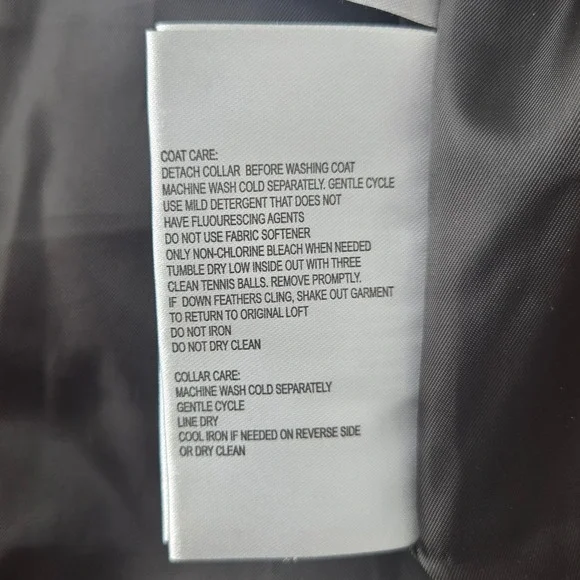 COAT CARE:
DETACH COLLAR BEFORE WASHING COAT
MACHINE WASH COLD SEPARATELY. GENTLE CYCLE
USE MILD DETERGENT THAT DOES NOT
HAVE FLUOURESCING AGENTS
DO NOT USE FABRIC SOFTENER
ONLY NON-CHLORINE BLEACH WHEN NEEDED
TUMBLE DRY LOW INSIDE OUT WITH THREE
CLEAN TENNIS BALLS. REMOVE PROMPTLY.
IF DOWN FEATHERS CLING, SHAKE OUT GARMENT
TO RETURN TO ORIGINAL LOFT
DO NOT IRON
DO NOT DRY CLEAN
COLLAR CARE:
MACHINE WASH COLD SEPARATELY
GENTLE CYCLE
LINE DRY
COOL IRON IF NEEDED ON REVERSE SIDE
OR DRY CLEAN